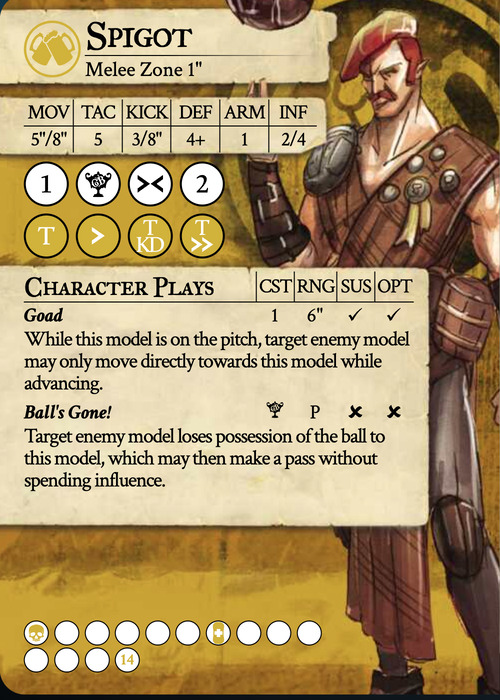 SPIGOT
Melee Zone 1"
MOV TAC KICK DEF ARM INF
5"/8" 5 3/8" 4+ 1 2/4
1 >< 2
T > T KD T >>
CHARACTER PLAYS CST RNG SUS OPT
Goad 1 6" ✓ ✓
While this model is on the pitch, target enemy model
may only move directly towards this model while
advancing.
Ball's Gone! P ✘ ✘
Target enemy model loses possession of the ball to
this model, which may then make a pass without
spending influence.
14